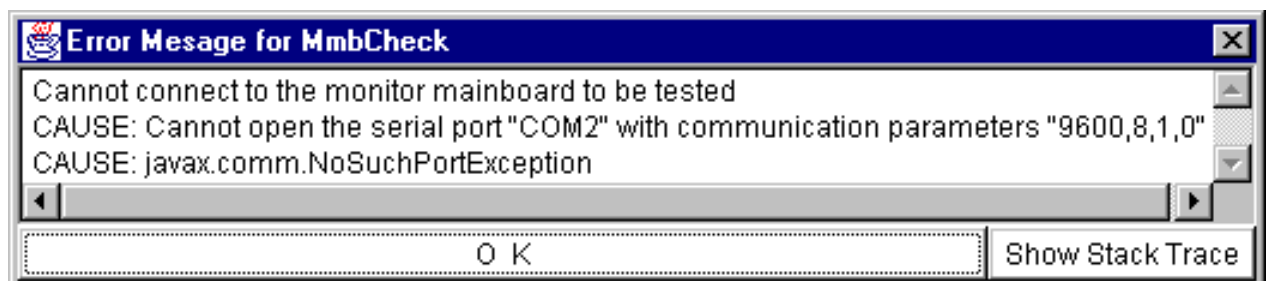 Error Mesage for MmbCheck
Cannot connect to the monitor mainboard to be tested
CAUSE: Cannot open the serial port "COM2" with communication parameters "9600,8,1,0"
CAUSE: javax.comm.NoSuchPortException
O K
Show Stack Trace